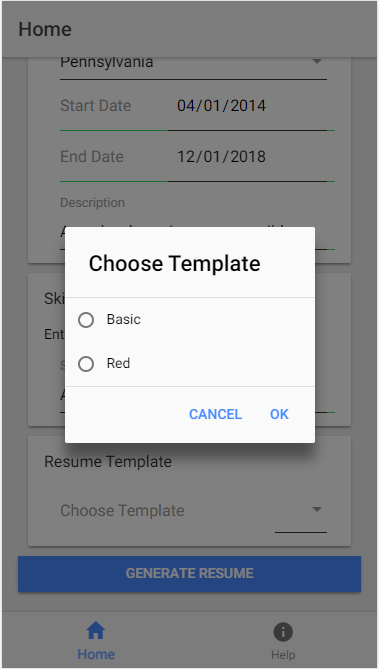 Home
Pennsylvania
Start Date 04/01/2014
End Date 12/01/2018
Description
Choose Template
Basic
Red
CANCEL OK
Resume Template
Choose Template
GENERATE RESUME
Home Help